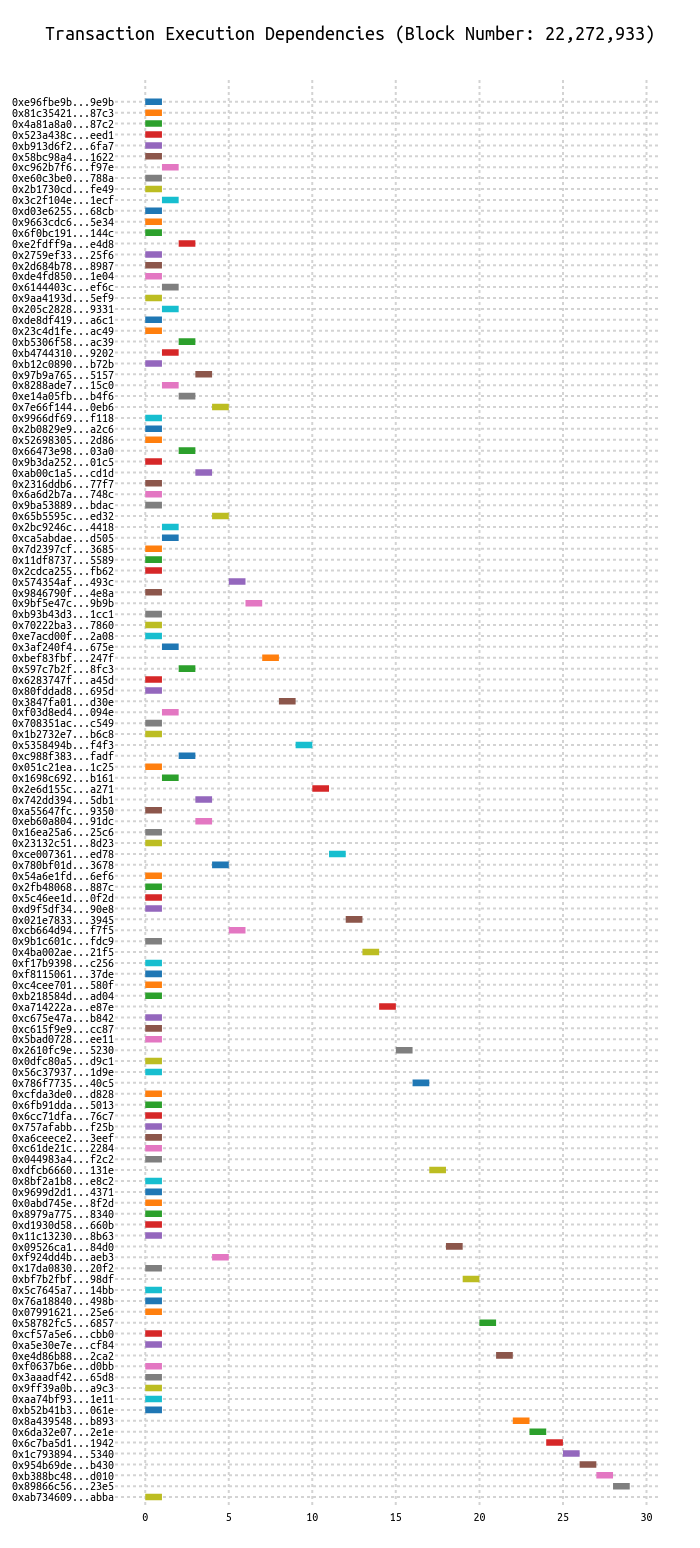 Transaction Execution Dependencies (Block Number: 22,272,933)
0xe96fbe9b...9e9b
0x81c35421...87c3
0x4a81a8a0...87c2
0x523a438c...eed1
0xb913d6f2...6fa7
0x58bc98a4...1622
0xc962b7f6...f97e
0xe60c3be0...788a
0x2b1730cd...fe49
0x3c2f104e...1ecf
0xd03e6255...68cb
0x9663cdc6...5e34
0x6f0bc191...144c
0xe2fdff9a...e4d8
0x2759ef33...25f6
0x2d684b78...8987
0xde4fd850...1e04
0x6144403c...ef6c
0x9aa4193d...5ef9
0x205c2828...9331
0xde8df419...a6c1
0x23c4d1fe...ac49
0xb5306f58...ac39
0xb4744310...9202
0xb12c0890...b72b
0x97b9a765...5157
0x8288ade7...15c0
0xe14a05fb...b4f6
0x7e66f144...0eb6
0x9966df69...f118
0x2b0829e9...a2c6
0x52698305...2d86
0x66473e98...03a0
0x9b3da252...01c5
0xab00c1a5...cd1d
0x2316ddb6...77f7
0x6a6d2b7a...748c
0x9ba53889...bdac
0x65b5595c...ed32
0x2bc9246c...4418
0xca5abdae...d505
0x7d2397cf...3685
0x11df8737...5589
0x2cdca255...fb62
0x574354af...493c
0x9846790f...4e8a
0x9bf5e47c...9b9b
0xb93b43d3...1cc1
0x70222ba3...7860
0xe7acd00f...2a08
0x3af240f4...675e
0xbef83fbf...247f
0x597c7b2f...8fc3
0x6283747f...a45d
0x80fddad8...695d
0x3847fa01...d30e
0xf03d8ed4...094e
0x708351ac...c549
0x1b2732e7...b6c8
0x5358494b...f4f3
0xc988f383...fadf
0x051c21ea...1c25
0x1698c692...b161
0x2e6d155c...a271
0x742dd394...5db1
0xa55647fc...9350
0xeb60a804...91dc
0x16ea25a6...25c6
0x23132c51...8d23
0xce007361...ed78
0x780bf01d...3678
0x54a6e1fd...6ef6
0x2fb48068...887c
0x5c46ee1d...0f2d
0xd9f5df34...90e8
0x021e7833...3945
0xcb664d94...f7f5
0x9b1c601c...fdc9
0x4ba002ae...21f5
0xf17b9398...c256
0xf8115061...37de
0xc4cee701...580f
0xb218584d...ad04
0xa714222a...e87e
0xc675e47a...b842
0xc615f9e9...cc87
0x5bad0728...ee11
0x2610fc9e...5230
0x0dfc80a5...d9c1
0x56c37937...1d9e
0x786f7735...40c5
0xcfda3de0...d828
0x6fb91dda...5013
0x6cc71dfa...76c7
0x757afabb...f25b
0xa6ceece2...3eef
0xc61de21c...2284
0x044983a4...f2c2
0xdfcb6660...131e
0x8bf2a1b8...e8c2
0x9699d2d1...4371
0x0abd745e...8f2d
0x8979a775...8340
0xd1930d58...660b
0x11c13230...8b63
0x09526ca1...84d0
0xf924dd4b...aeb3
0x17da0830...20f2
0xbf7b2fbf...98df
0x5c7645a7...14bb
0x76a18840...498b
0x07991621...25e6
0x58782fc5...6857
0xcf57a5e6...cbb0
0xa5e30e7e...cf84
0xe4d86b88...2ca2
0xf0637b6e...d0bb
0x3aaadf42...65d8
0x9ff39a0b...a9c3
0xaa74bf93...1e11
0xb52b41b3...061e
0x8a439548...b893
0x6da32e07...2e1e
0x6c7ba5d1...1942
0x1c793894...5340
0x954b69de...b430
0xb388bc48...d010
0x89866c56...23e5
0xab734609...abba
0 5 10 15 20 25 30